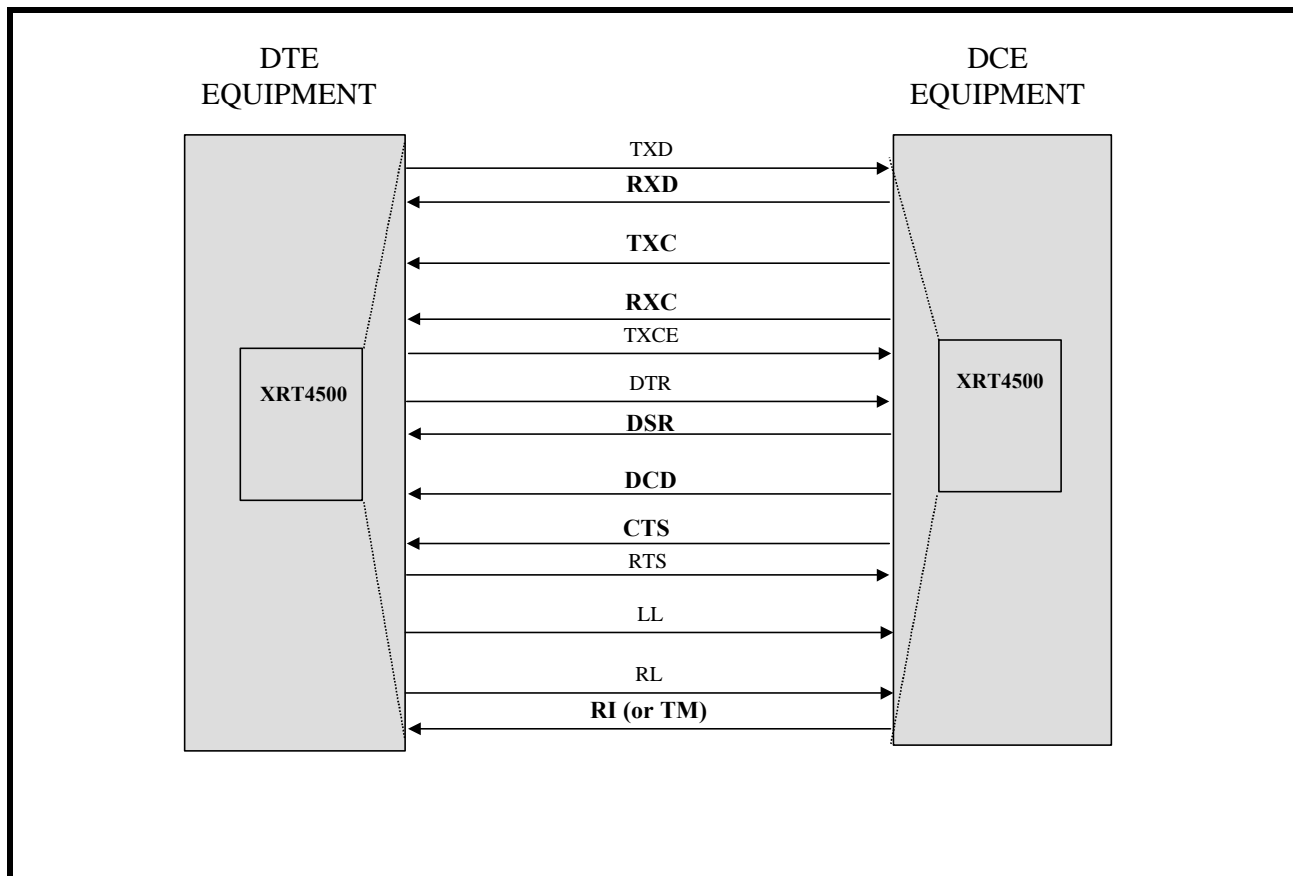 DTE
EQUIPMENT
DCE
EQUIPMENT
TXD
RXD
TXC
RXC
TXCE
DTR
DSR
DCD
CTS
RTS
LL
RL
RI (or TM)
XRT4500
XRT4500